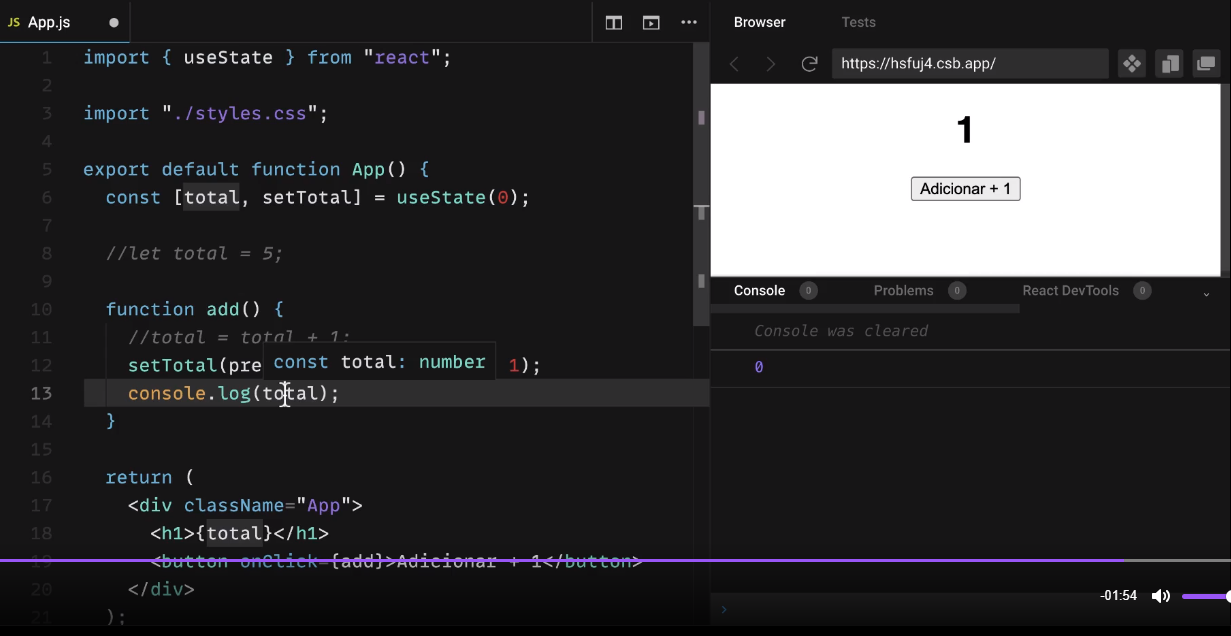 JS App.js
1 import { useState } from "react";
2
3 import "./styles.css";
4
5 export default function App() {
6 const [total, setTotal] = useState(0);
7
8 //let total = 5;
9
10 function add() {
11 //total = total + 1;
12 setTotal(pre 1);
const total: number
13 console.log(total);
14 }
15
16 return (
17 <div className="App">
18 <h1>{total}</h1>
19 <button onClick={add}>Adicionar + 1</button>
20 </div>
21 );
Browser Tests
https://hsfuj4.csb.app/
1
Adicionar + 1
Console 0 Problems 0 React DevTools 0
Console was cleared
0
-01:54